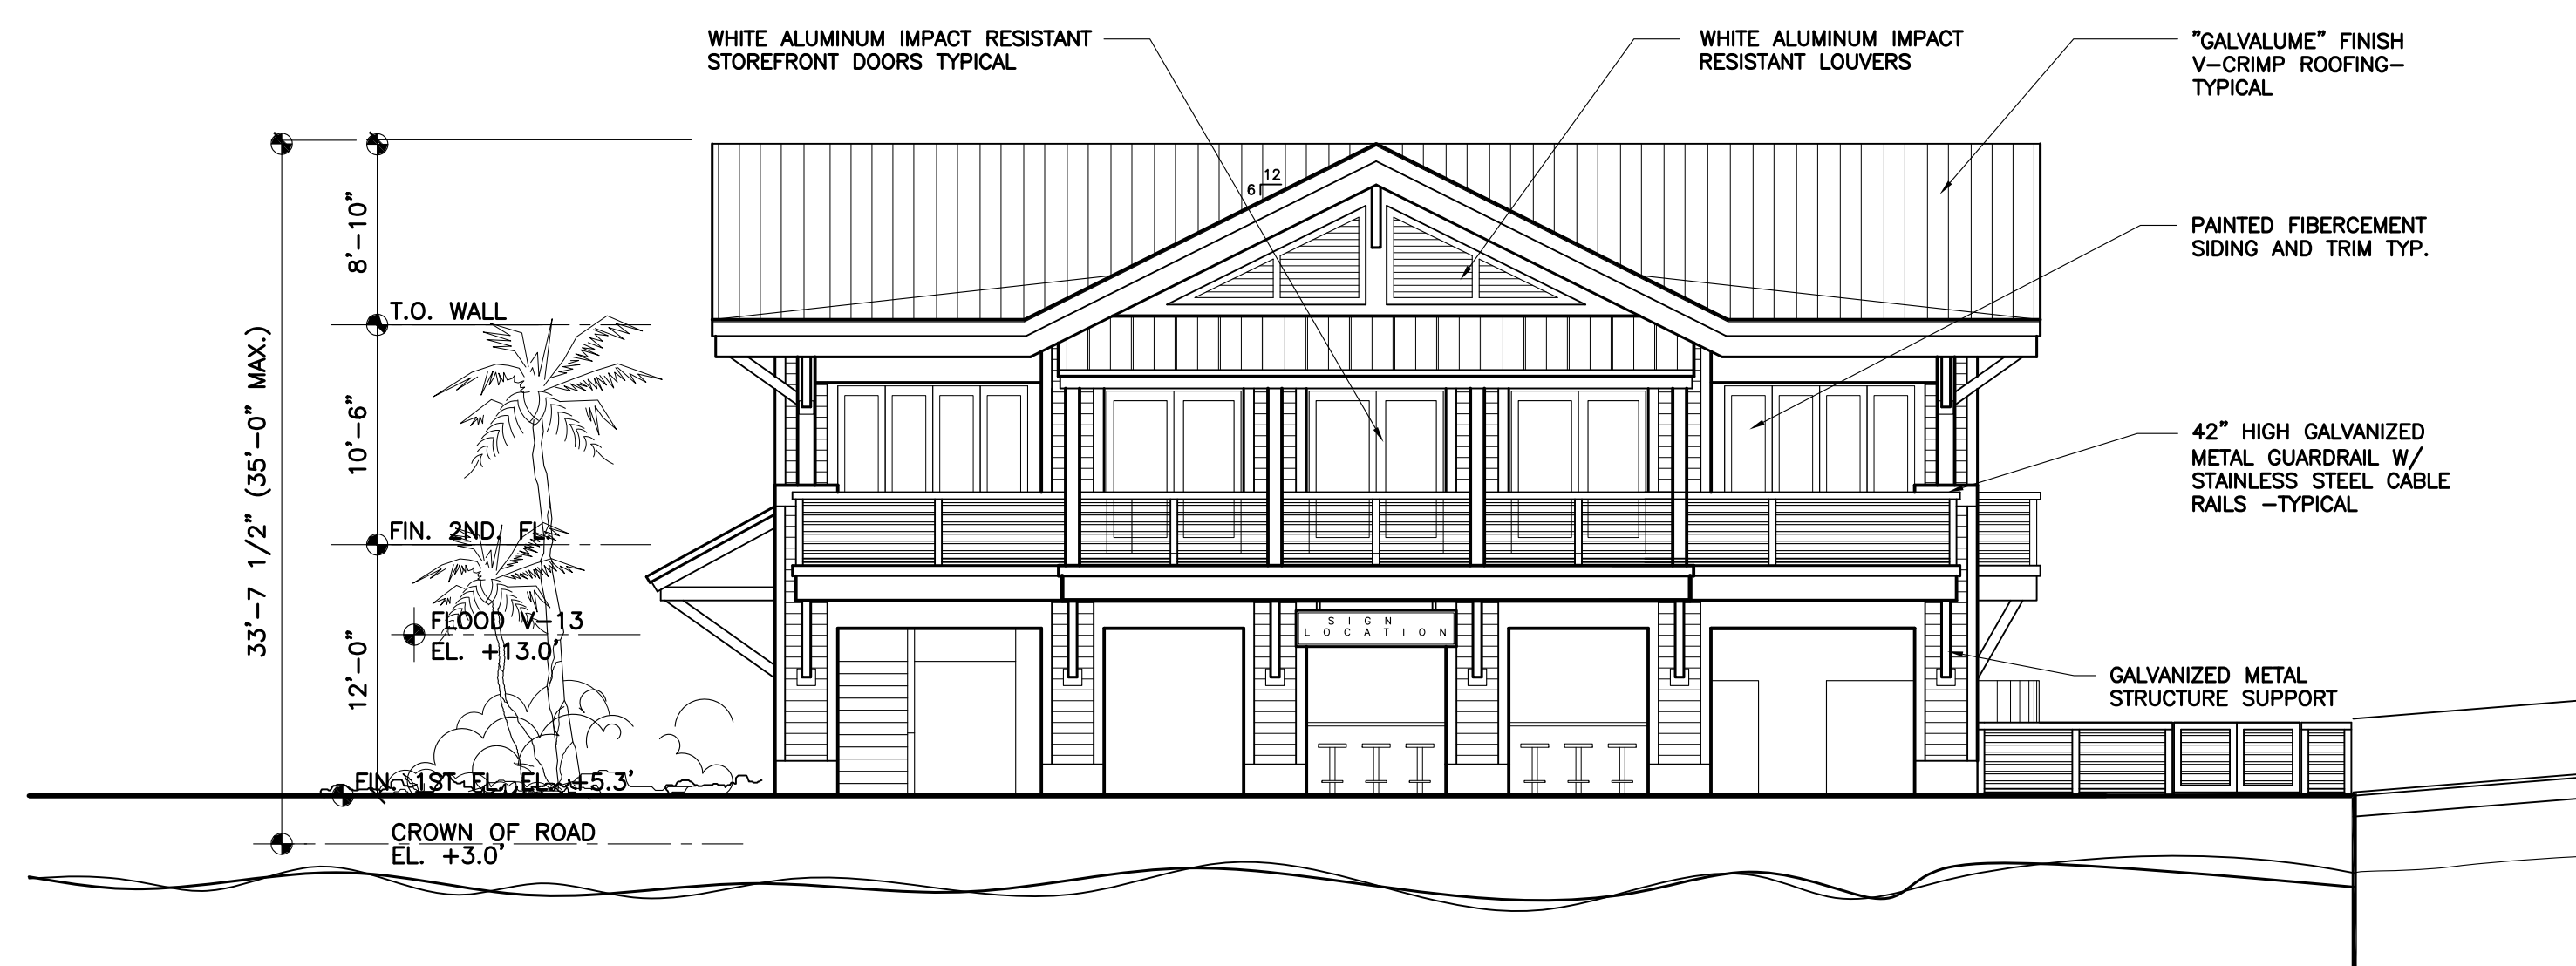 WHITE ALUMINUM IMPACT RESISTANT
STOREFRONT DOORS TYPICAL
WHITE ALUMINUM IMPACT
RESISTANT LOUVERS
"GALVALUME" FINISH
V-CRIMP ROOFING-
TYPICAL
12
6
8'-10"
PAINTED FIBERCEMENT
SIDING AND TRIM TYP.
T.O. WALL
33'-7 1/2" (35'-0" MAX.)
10'-6"
42" HIGH GALVANIZED
METAL GUARDRAIL W/
STAINLESS STEEL CABLE
RAILS -TYPICAL
FIN. 2ND. FL.
FLOOD V-13
EL. +13.0'
12'-0"
SIGN
LOCATION
GALVANIZED METAL
STRUCTURE SUPPORT
FIN. 1ST FL. EL. +5.3'
CROWN OF ROAD
EL. +3.0'